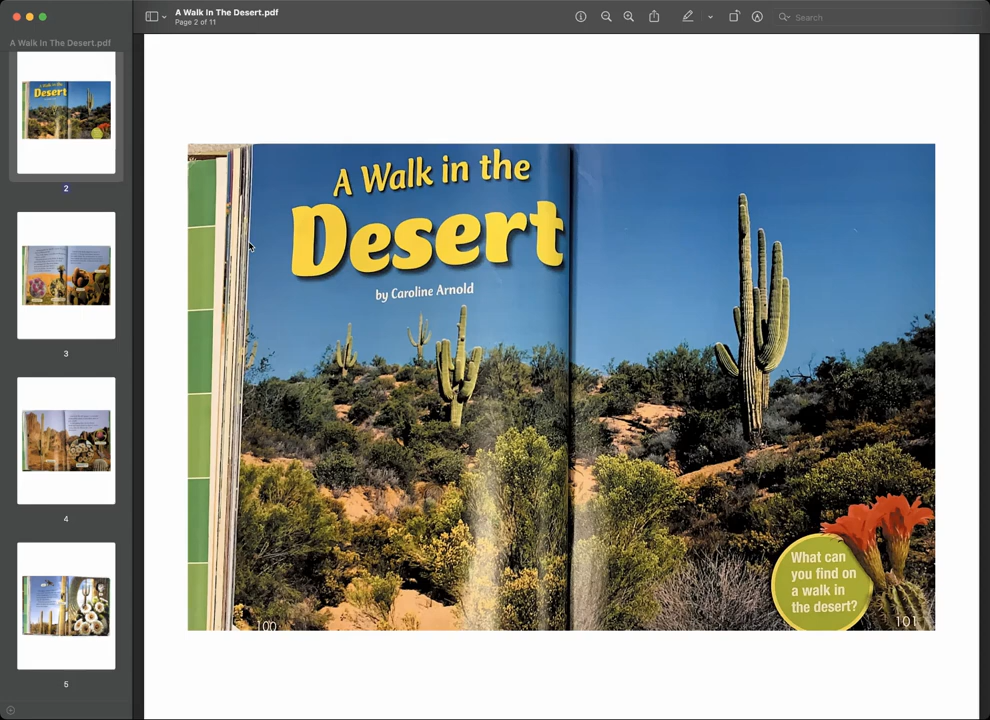 A Walk In The Desert.pdf
Page 2 of 11
Search
A Walk In The Desert.pdf
2
3
4
5
A Walk in the
Desert
by Caroline Arnold
What can
you find on
a walk in
the desert?
100
101